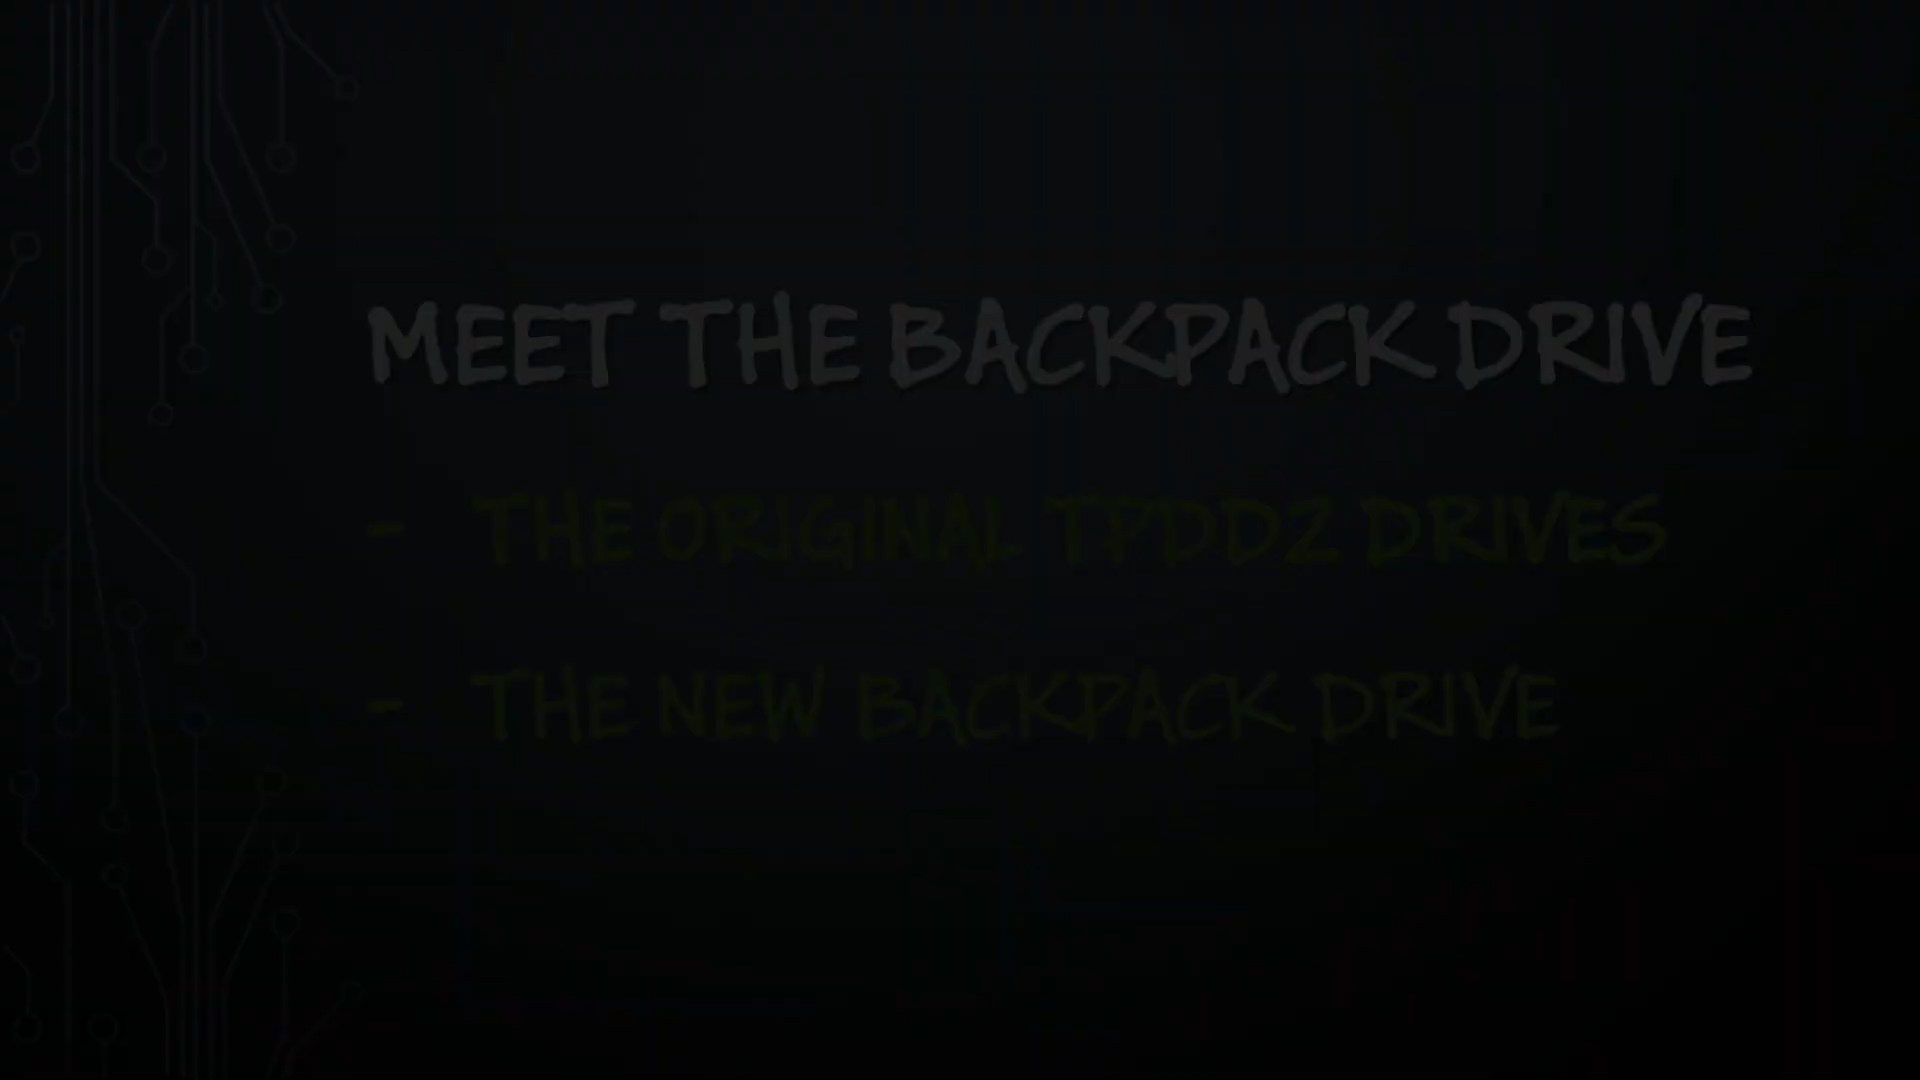 MEET THE BACKPACK DRIVE
- THE ORIGINAL TPDD2 DRIVES
- THE NEW BACKPACK DRIVE